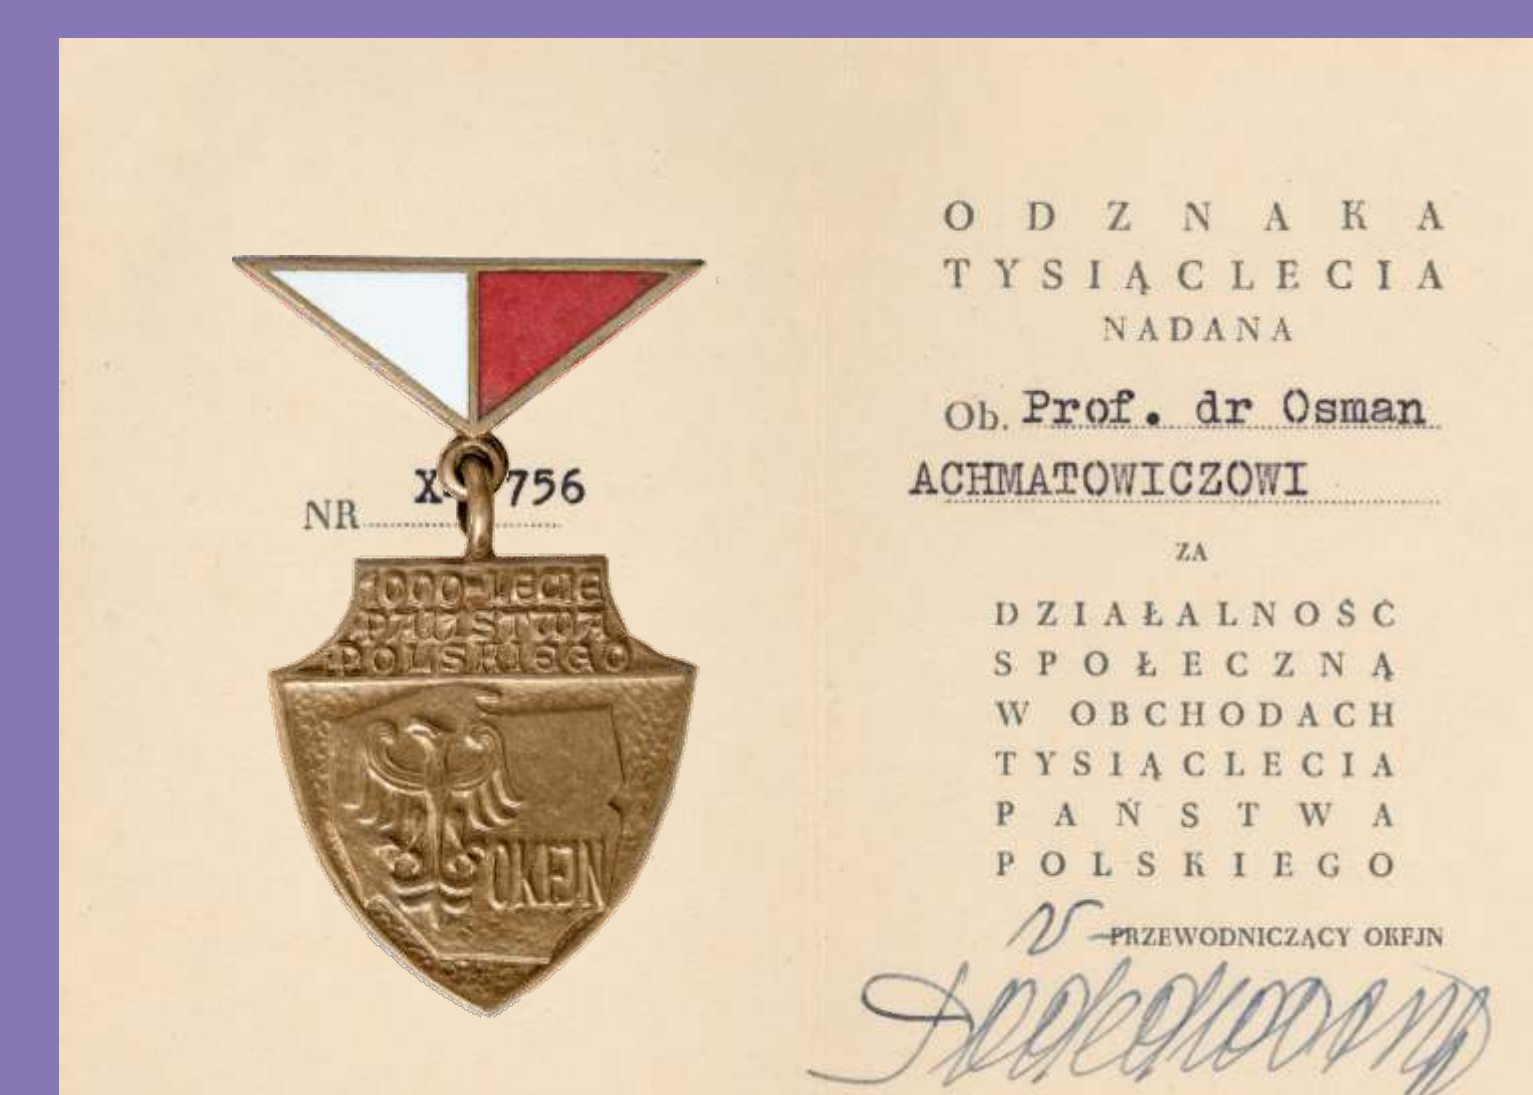 NR X- 756
1000-LECIE
PAŃSTWA
POLSKIEGO
OKFJN
ODZNAKA
TYSIĄCLECIA
NADANA
Ob. Prof. dr Osman
ACHMATOWICZOWI
ZA
DZIAŁALNOŚĆ
SPOŁECZNĄ
W OBCHODACH
TYSIĄCLECIA
PAŃSTWA
POLSKIEGO
PRZEWODNICZĄCY OKFJN